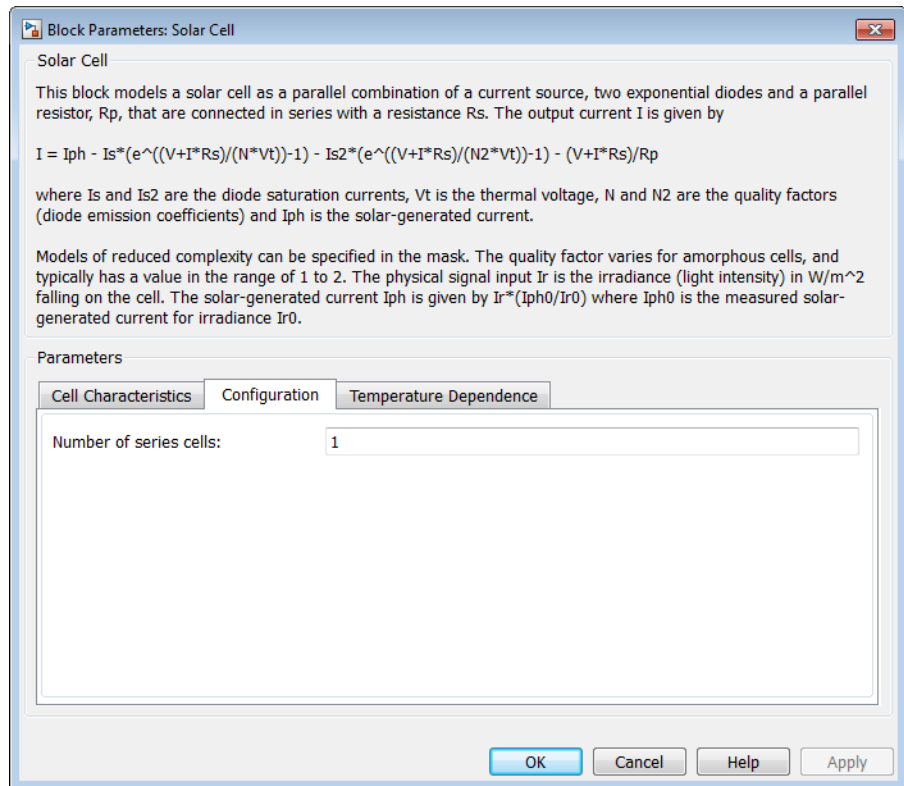 Block Parameters: Solar Cell
Solar Cell
This block models a solar cell as a parallel combination of a current source, two exponential diodes and a parallel
resistor, Rp, that are connected in series with a resistance Rs. The output current I is given by
I = Iph - Is*(e^((V+I*Rs)/(N*Vt))-1) - Is2*(e^((V+I*Rs)/(N2*Vt))-1) - (V+I*Rs)/Rp
where Is and Is2 are the diode saturation currents, Vt is the thermal voltage, N and N2 are the quality factors
(diode emission coefficients) and Iph is the solar-generated current.
Models of reduced complexity can be specified in the mask. The quality factor varies for amorphous cells, and
typically has a value in the range of 1 to 2. The physical signal input Ir is the irradiance (light intensity) in W/m^2
falling on the cell. The solar-generated current Iph is given by Ir*(Iph0/Ir0) where Iph0 is the measured solar-
generated current for irradiance Ir0.
Parameters
Cell Characteristics Configuration Temperature Dependence
Number of series cells: 1
OK Cancel Help Apply